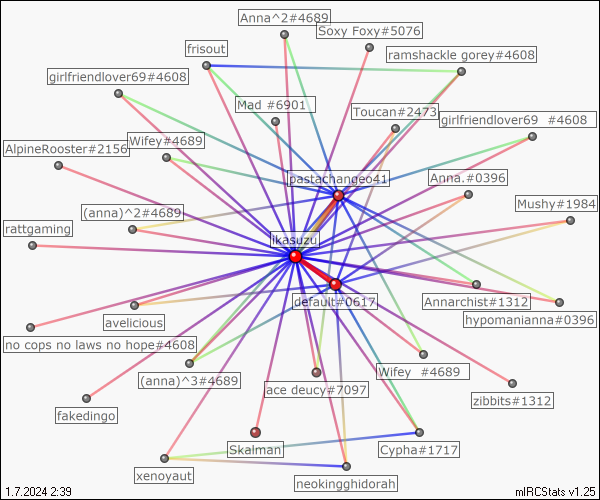 Anna^2#4689
Soxy Foxy#5076
frisout
ramshackle gorey#4608
girlfriendlover69#4608
Mad #6901
Toucan#2473
girlfriendlover69 #4608
Wifey#4689
AlpineRooster#2156
pastachangeo41
Anna.#0396
Mushy#1984
(anna)^2#4689
rattgaming
ikasuzu
default#0617
Annarchist#1312
hypomanianna#0396
avelicious
no cops no laws no hope#4608
(anna)^3#4689
ace deucy#7097
Wifey #4689
zibbits#1312
fakedingo
Skalman
Cypha#1717
xenoyaut
neokingghidorah
1.7.2024 2:39
mIRCStats v1.25